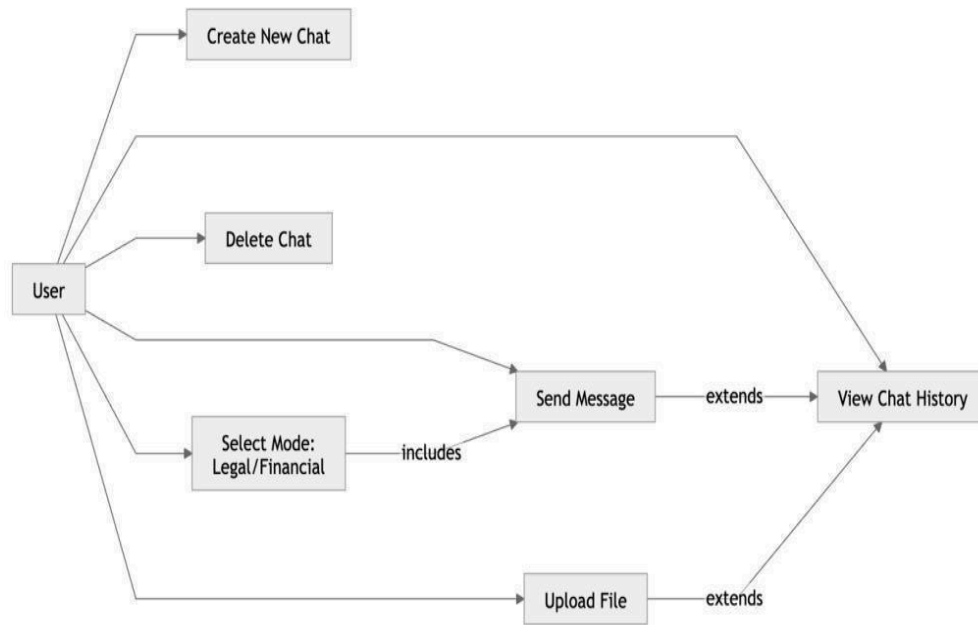 Create New Chat
Delete Chat
User
Send Message
extends
View Chat History
Select Mode:
Legal/Financial
includes
Upload File
extends